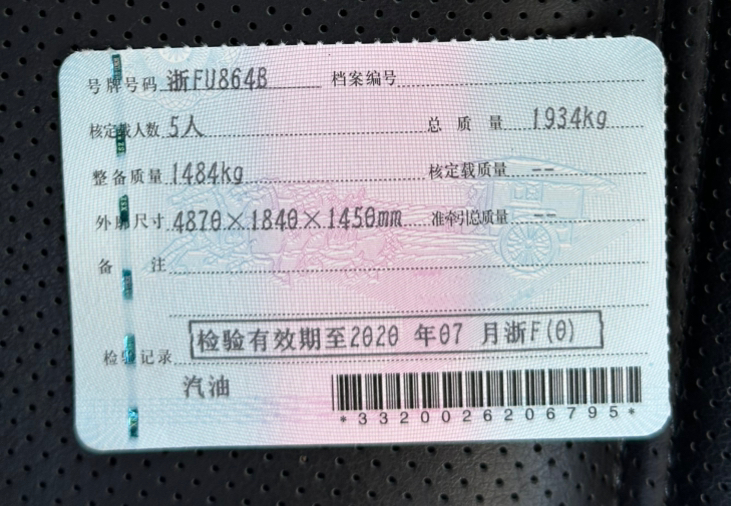 号牌号码 浙FU864B 档案编号
核定载人数 5人 总质量 1934kg
整备质量 1484kg 核定载质量 --
外廓尺寸 4870×1840×1450mm 准牵引总质量 --
备注
检验有效期至2020 年07 月浙F(0)
检验记录
汽油
*3320026206795*